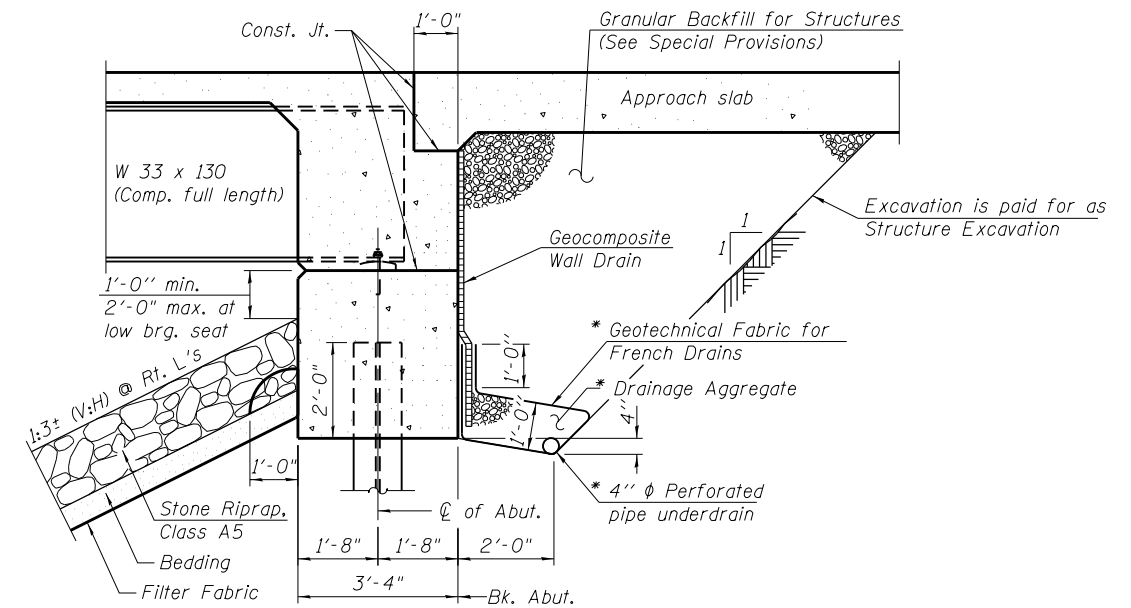 Const. Jt.
1'-0"
Granular Backfill for Structures
(See Special Provisions)
Approach slab
W 33 x 130
(Comp. full length)
Excavation is paid for as
Structure Excavation
1
1
Geocomposite
Wall Drain
1'-0'' min.
2'-0" max. at
low brg. seat
* Geotechnical Fabric for
French Drains
1'-0''
* Drainage Aggregate
1:3± (V:H) @ Rt. L's
2'-0"
1'-0''
4''
1'-0"
* 4'' ϕ Perforated
pipe underdrain
Stone Riprap,
Class A5
℄ of Abut.
Bedding
1'-8"
1'-8"
2'-0"
Filter Fabric
3'-4"
Bk. Abut.